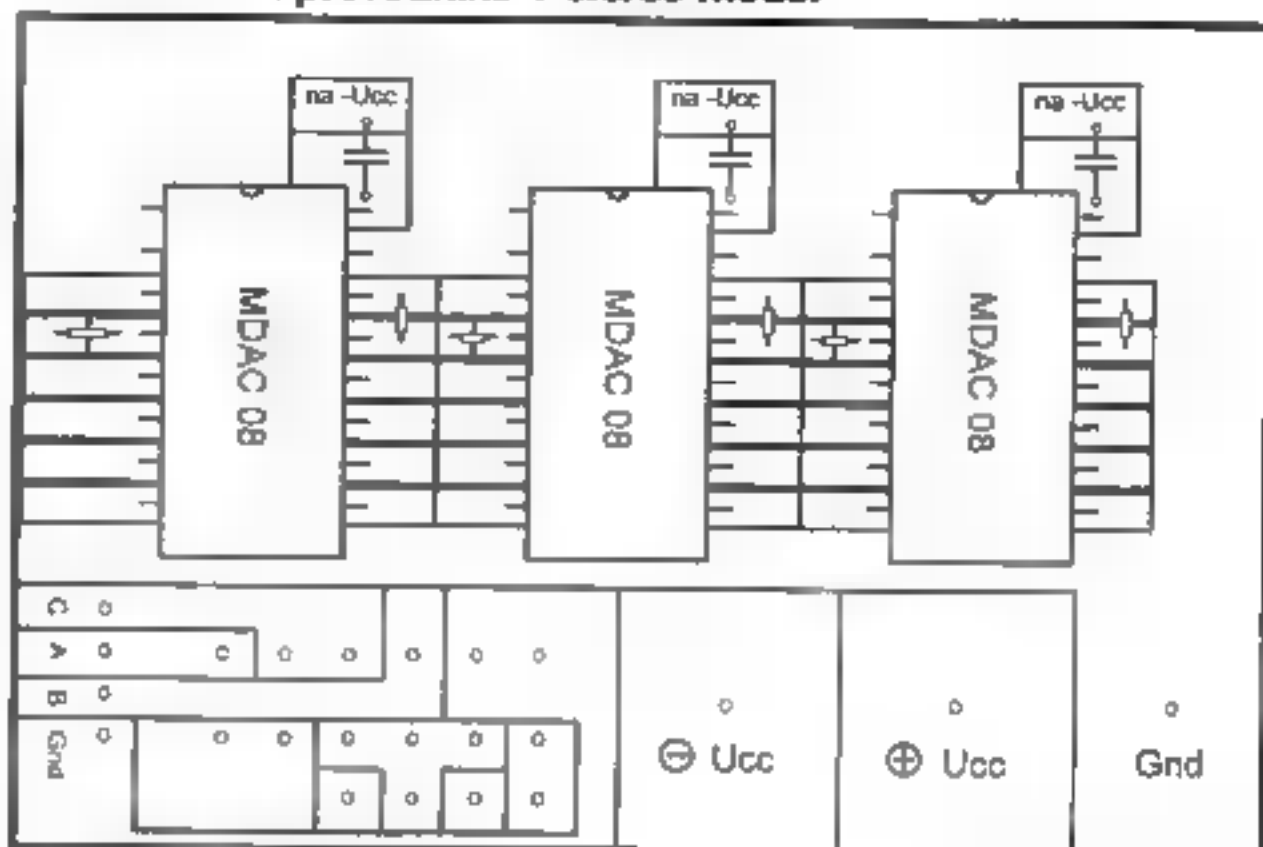 na -Ucc
na -Ucc
na -Ucc
MDAC 08
MDAC 08
MDAC 08
C
A
B
Gnd
⊖ Ucc
⊕ Ucc
Gnd